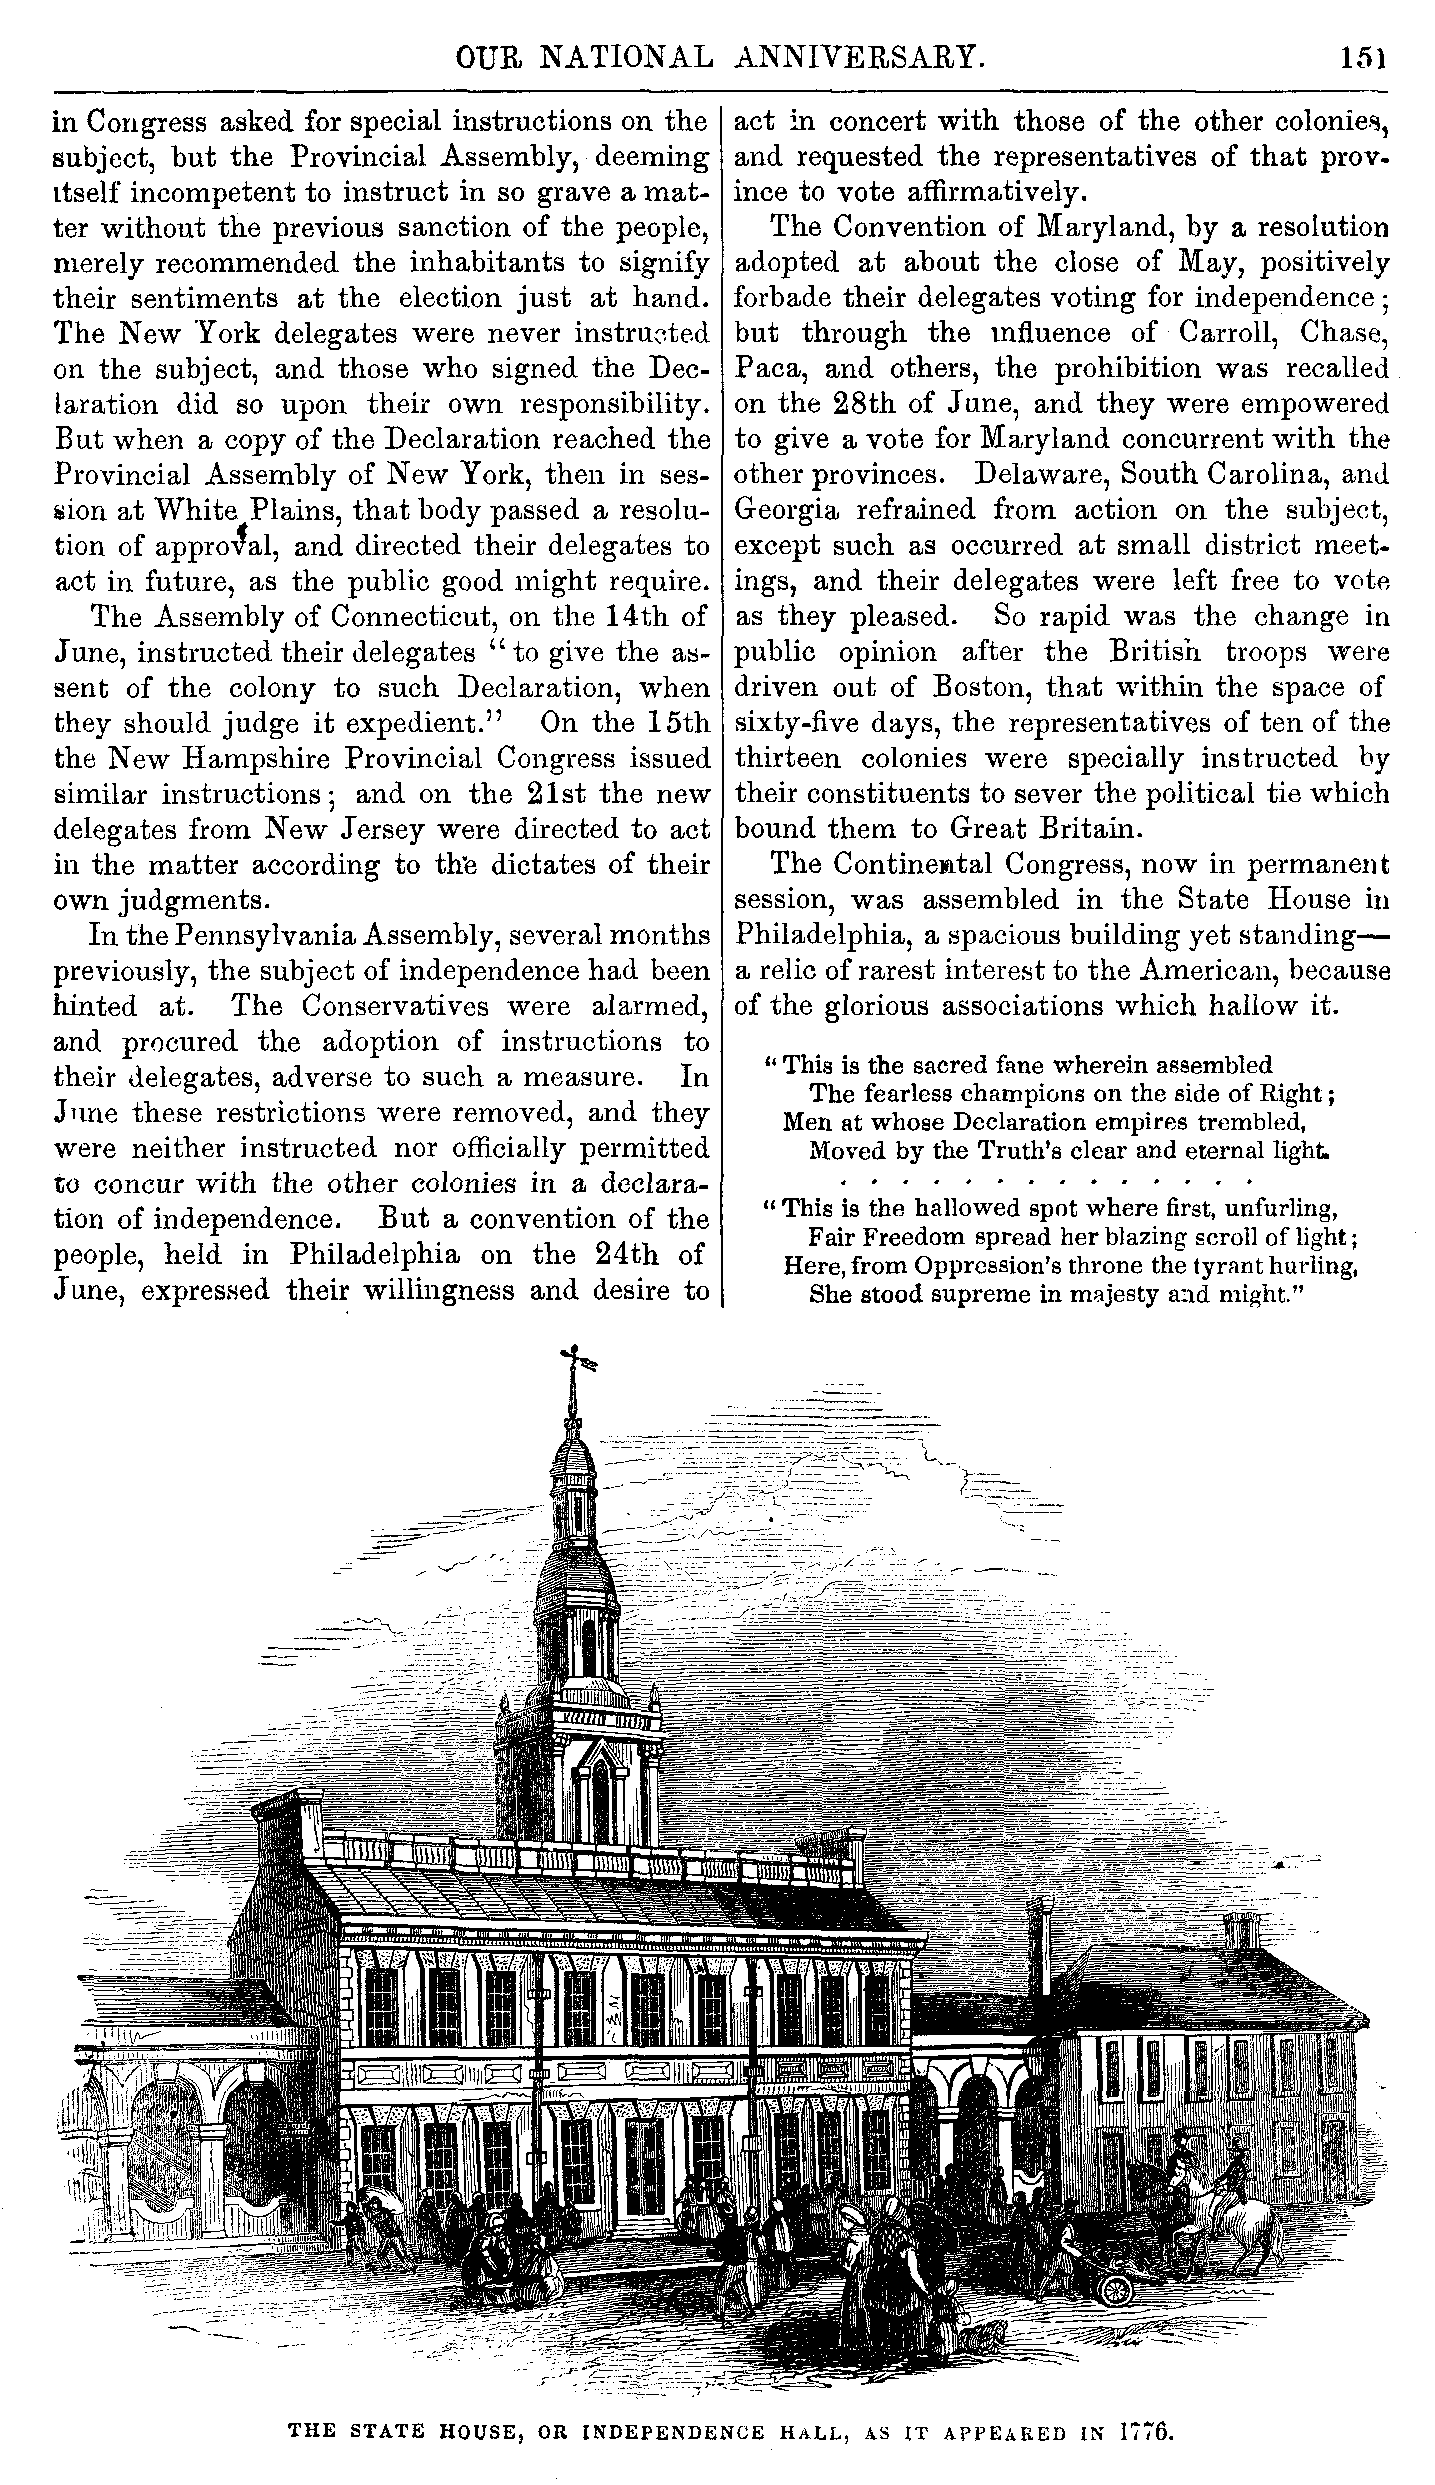 OUR NATIONAL ANNIVERSARY. 151
in Congress asked for special instructions on the
subject, but the Provincial Assembly, deeming
itself incompetent to instruct in so grave a mat-
ter without the previous sanction of the people,
merely recommended the inhabitants to signify
their sentiments at the election just at hand.
The New York delegates were never instructed
on the subject, and those who signed the Dec-
laration did so upon their own responsibility.
But when a copy of the Declaration reached the
Provincial Assembly of New York, then in ses-
sion at White Plains, that body passed a resolu-
tion of approval, and directed their delegates to
act in future, as the public good might require.
The Assembly of Connecticut, on the 14th of
June, instructed their delegates "to give the as-
sent of the colony to such Declaration, when
they should judge it expedient." On the 15th
the New Hampshire Provincial Congress issued
similar instructions; and on the 21st the new
delegates from New Jersey were directed to act
in the matter according to the dictates of their
own judgments.
In the Pennsylvania Assembly, several months
previously, the subject of independence had been
hinted at. The Conservatives were alarmed,
and procured the adoption of instructions to
their delegates, adverse to such a measure. In
June these restrictions were removed, and they
were neither instructed nor officially permitted
to concur with the other colonies in a declara-
tion of independence. But a convention of the
people, held in Philadelphia on the 24th of
June, expressed their willingness and desire to
act in concert with those of the other colonies,
and requested the representatives of that prov-
ince to vote affirmatively.
The Convention of Maryland, by a resolution
adopted at about the close of May, positively
forbade their delegates voting for independence;
but through the influence of Carroll, Chase,
Paca, and others, the prohibition was recalled
on the 28th of June, and they were empowered
to give a vote for Maryland concurrent with the
other provinces. Delaware, South Carolina, and
Georgia refrained from action on the subject,
except such as occurred at small district meet-
ings, and their delegates were left free to vote
as they pleased. So rapid was the change in
public opinion after the British troops were
driven out of Boston, that within the space of
sixty-five days, the representatives of ten of the
thirteen colonies were specially instructed by
their constituents to sever the political tie which
bound them to Great Britain.
The Continental Congress, now in permanent
session, was assembled in the State House in
Philadelphia, a spacious building yet standing—
a relic of rarest interest to the American, because
of the glorious associations which hallow it.
"This is the sacred fane wherein assembled
The fearless champions on the side of Right;
Men at whose Declaration empires trembled,
Moved by the Truth's clear and eternal light.
. . . . . . . . . . . . . .
"This is the hallowed spot where first, unfurling,
Fair Freedom spread her blazing scroll of light;
Here, from Oppression's throne the tyrant hurling,
She stood supreme in majesty and might."
THE STATE HOUSE, OR INDEPENDENCE HALL, AS IT APPEARED IN 1776.